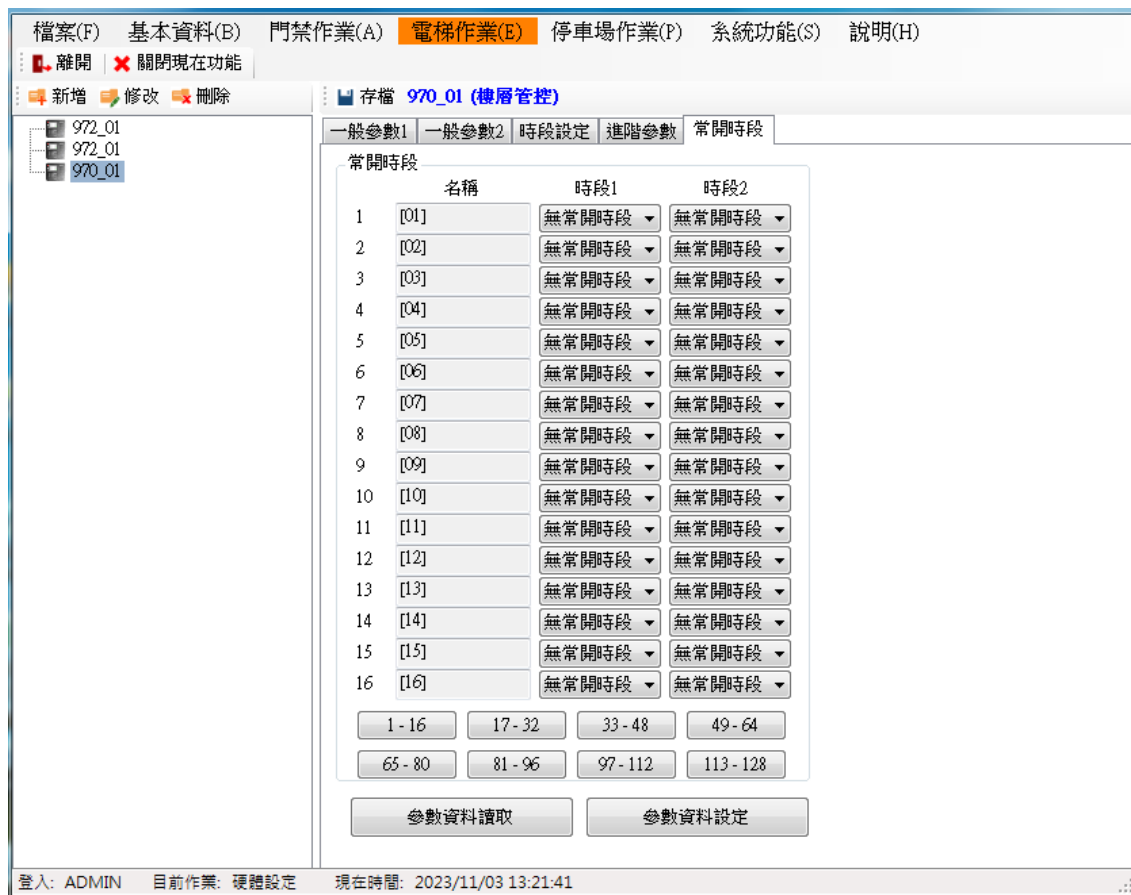 檔案(F) 基本資料(B) 門禁作業(A) 電梯作業(E) 停車場作業(P) 系統功能(S) 說明(H)
離開 關閉現在功能
新增 修改 刪除 存檔 970_01 (樓層管控)
972_01
972_01
970_01
一般參數1 一般參數2 時段設定 進階參數 常開時段
常開時段
名稱 時段1 時段2
1 [01] 無常開時段 無常開時段
2 [02] 無常開時段 無常開時段
3 [03] 無常開時段 無常開時段
4 [04] 無常開時段 無常開時段
5 [05] 無常開時段 無常開時段
6 [06] 無常開時段 無常開時段
7 [07] 無常開時段 無常開時段
8 [08] 無常開時段 無常開時段
9 [09] 無常開時段 無常開時段
10 [10] 無常開時段 無常開時段
11 [11] 無常開時段 無常開時段
12 [12] 無常開時段 無常開時段
13 [13] 無常開時段 無常開時段
14 [14] 無常開時段 無常開時段
15 [15] 無常開時段 無常開時段
16 [16] 無常開時段 無常開時段
1 - 16 17 - 32 33 - 48 49 - 64
65 - 80 81 - 96 97 - 112 113 - 128
參數資料讀取 參數資料設定
登入: ADMIN 目前作業: 硬體設定 現在時間: 2023/11/03 13:21:41